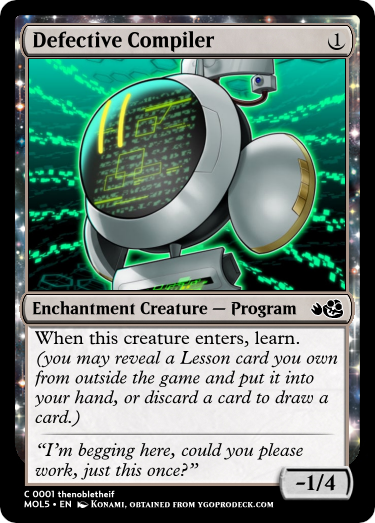 Defective Compiler 1
Enchantment Creature — Program
When this creature enters, learn.
(you may reveal a Lesson card you own
from outside the game and put it into
your hand, or discard a card to draw a
card.)
“I’m begging here, could you please
work, just this once?”
-1/4
C 0001 thenobletheif
MOL5 • EN Konami, obtained from ygoprodeck.com